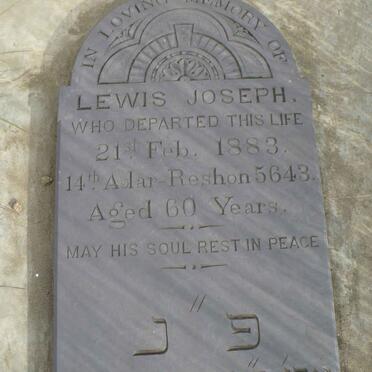 IN LOVING MEMORY OF
LEWIS JOSEPH.
WHO DEPARTED THIS LIFE
21st Feb. 1883.
14th Adar-Reshon 5643.
Aged 60 Years.
MAY HIS SOUL REST IN PEACE
פ"נ